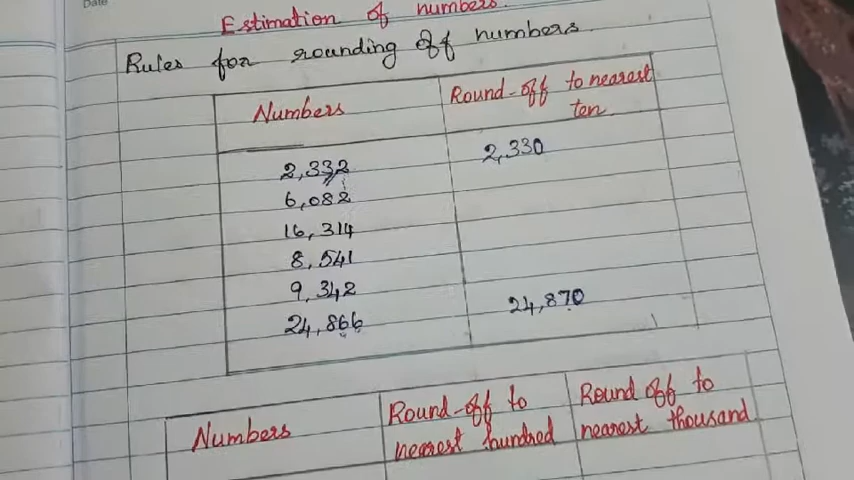 Date
Estimation of numbers.
Rules for rounding off numbers.
Numbers Round-off to nearest
ten
2,332 2,330
6,082
16,314
8,541
9,342
24,866 24,870
Numbers Round-off to nearest hundred Round off to nearest thousand